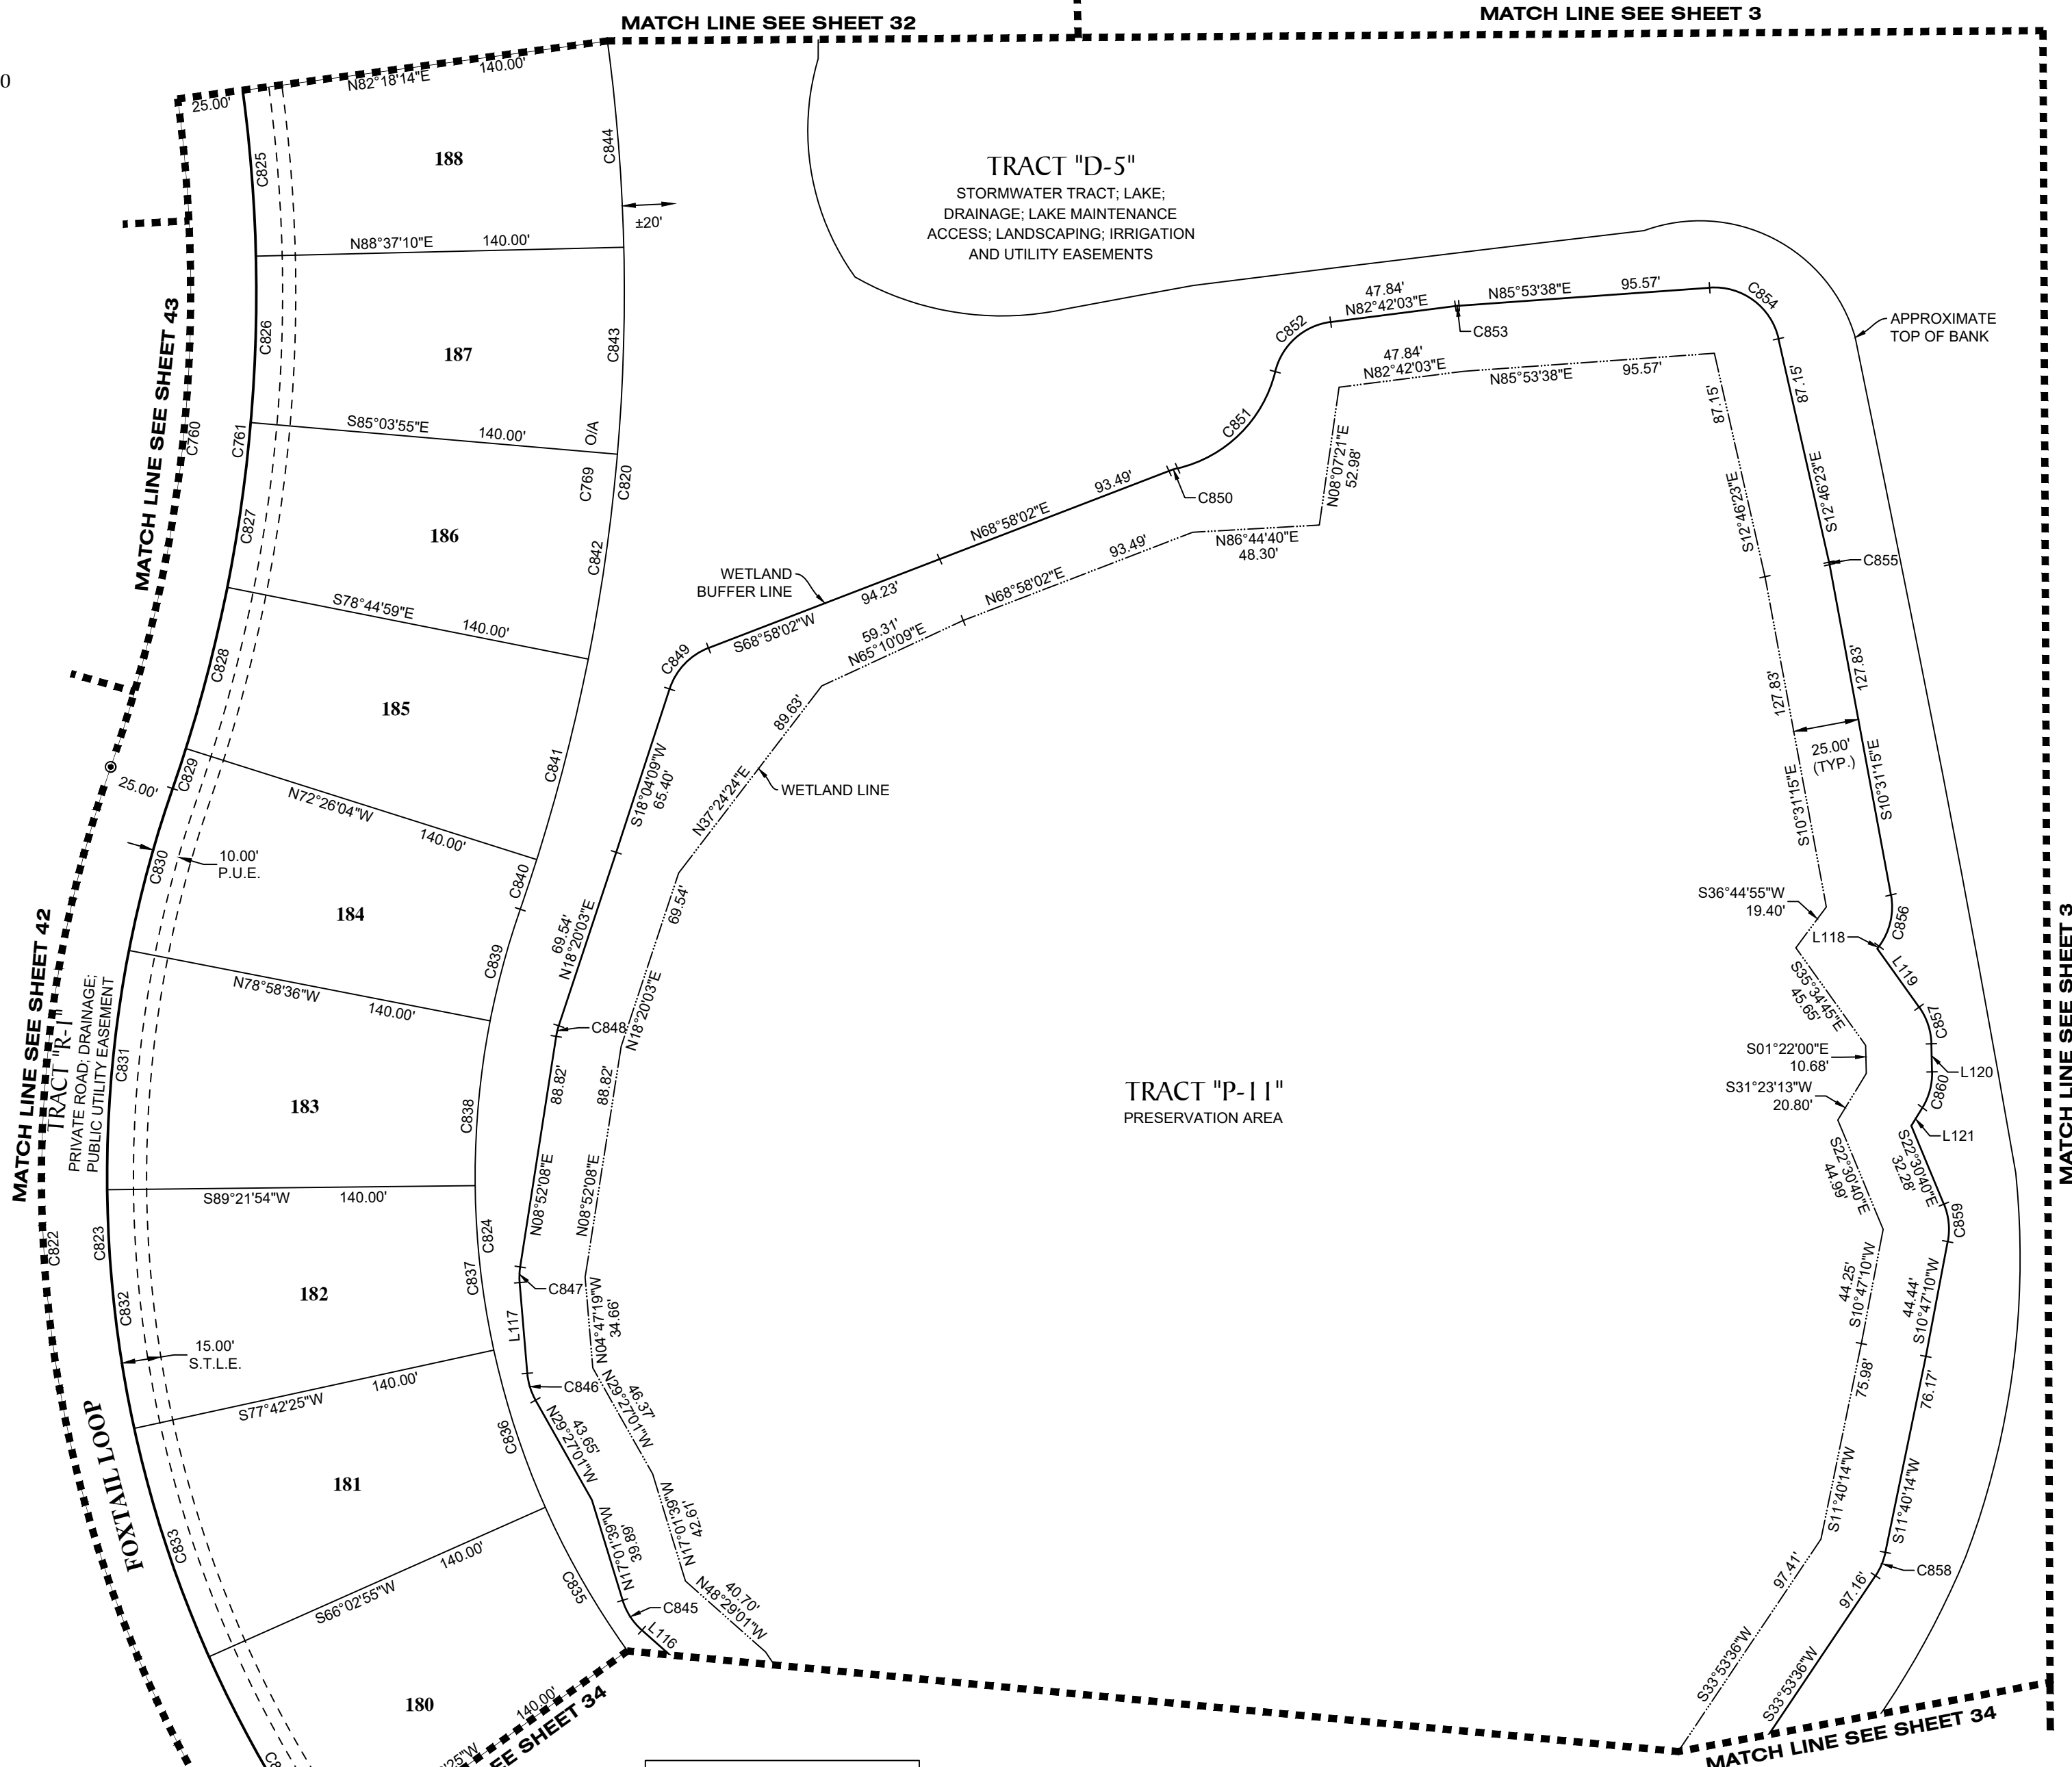 MATCH LINE SEE SHEET 32
MATCH LINE SEE SHEET 3
0
25.00'
N82°18'14"E 140.00'
C825
188
C844
±20'
TRACT "D-5"
STORMWATER TRACT; LAKE;
DRAINAGE; LAKE MAINTENANCE
ACCESS; LANDSCAPING; IRRIGATION
AND UTILITY EASEMENTS
N88°37'10"E 140.00'
MATCH LINE SEE SHEET 43
C760
C761
C826
187
C843
S85°03'55"E 140.00'
O/A
C769
C820
C827
186
C842
S78°44'59"E 140.00'
C828
185
C841
C829
25.00'
N72°26'04"W 140.00'
C830
10.00'
P.U.E.
184
C840
C839
N78°58'36"W 140.00'
MATCH LINE SEE SHEET 42
TRACT "R-1"
PRIVATE ROAD; DRAINAGE;
PUBLIC UTILITY EASEMENT
C831
183
C838
S89°21'54"W 140.00'
C822
C823
C824
C832
182
C837
15.00'
S.T.L.E.
S77°42'25"W 140.00'
FOXTAIL LOOP
C833
181
C836
S66°02'55"W 140.00'
C835
180
140.00'
'25"W
EE SHEET 34
C8
47.84'
N82°42'03"E
C852
C853
N85°53'38"E 95.57'
C854
APPROXIMATE
TOP OF BANK
47.84'
N82°42'03"E
N85°53'38"E 95.57'
87.15'
S12°46'23"E
87.15'
S12°46'23"E
C851
C850
N08°07'21"E
52.98'
N86°44'40"E
48.30'
N68°58'02"E 93.49'
N68°58'02"E 93.49'
WETLAND
BUFFER LINE
94.23'
S68°58'02"W
59.31'
N65°10'09"E
C849
89.63'
N37°24'24"E
WETLAND LINE
S18°04'09"W
65.40'
69.54'
N18°20'03"E
69.54'
N18°20'03"E
C848
88.82'
N08°52'08"E
88.82'
N08°52'08"E
C847
L117
N04°47'19"W
34.66'
C846
46.37'
N29°27'01"W
43.65'
N29°27'01"W
N17°01'39"W
42.61'
N17°01'39"W
39.89'
C845
L116
40.70'
N48°29'01"W
C855
127.83'
S10°31'15"E
127.83'
S10°31'15"E
25.00'
(TYP.)
S36°44'55"W
19.40'
C856
L118
L119
S35°34'45"E
45.65'
C857
S01°22'00"E
10.68'
L120
S31°23'13"W
20.80'
C860
L121
S22°30'40"E
44.99'
S22°30'40"E
32.28'
C859
44.25'
S10°47'10"W
44.44'
S10°47'10"W
75.98'
S11°40'14"W
76.17'
S11°40'14"W
C858
97.41'
S33°53'36"W
97.16'
S33°53'36"W
TRACT "P-11"
PRESERVATION AREA
MATCH LINE SEE SHEET 3
MATCH LINE SEE SHEET 34